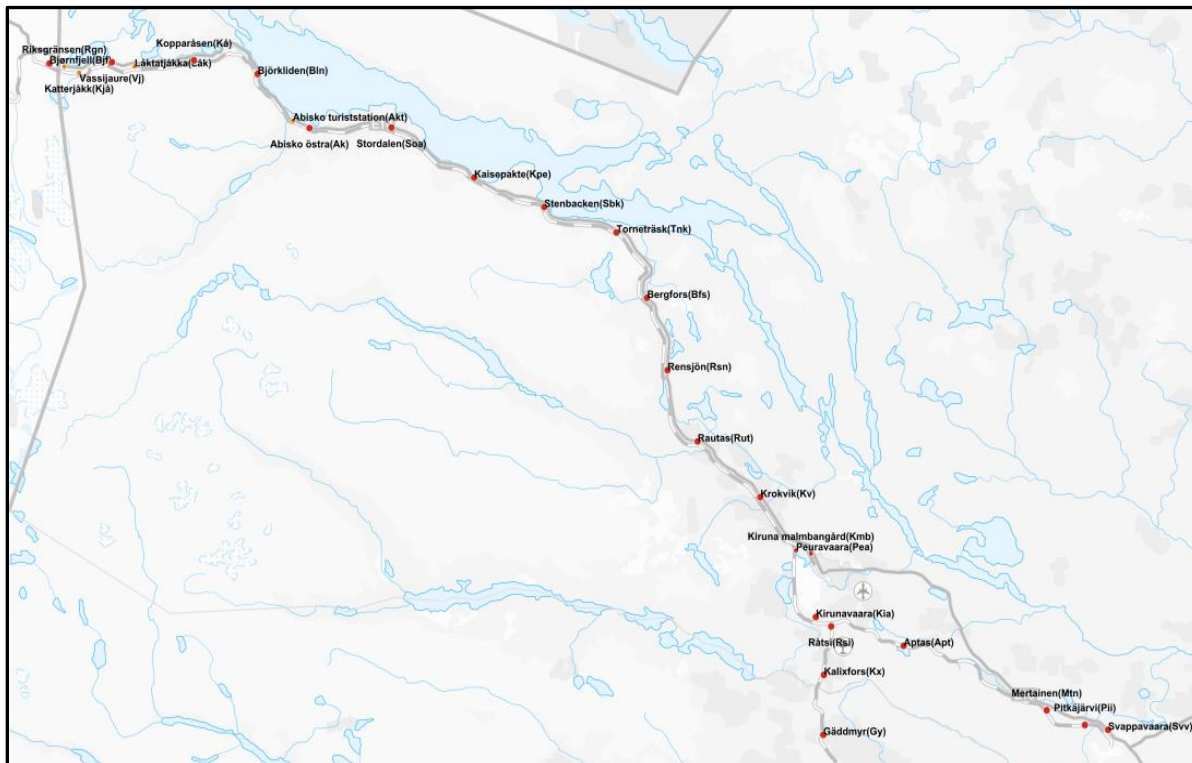 Kopparåsen(Kå)
Riksgränsen(Rgn)
Bjørnfjell(Bjf)
Låktatjåkka(Låk)
Vassijaure(Vj)
Katterjåkk(Kjå)
Björkliden(Bln)
Abisko turiststation(Akt)
Abisko östra(Ak)
Stordalen(Soa)
Kaisepakte(Kpe)
Stenbacken(Sbk)
Torneträsk(Tnk)
Bergfors(Bfs)
Rensjön(Rsn)
Rautas(Rut)
Krokvik(Kv)
Kiruna malmbangård(Kmb)
Peuravaara(Pea)
Kirunavaara(Kia)
Råtsi(Rsi)
Aptas(Apt)
Kalixfors(Kx)
Mertainen(Mtn)
Pitkäjärvi(Pii)
Svappavaara(Svv)
Gäddmyr(Gy)